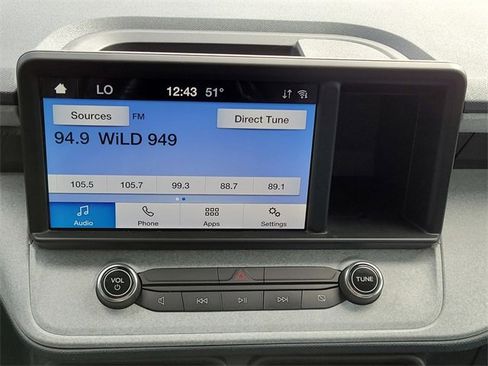 LO 12:43 51°
Sources FM Direct Tune
94.9 WiLD 949
105.5 105.7 99.3 88.7 89.1
Audio Phone Apps Settings
VOL TUNE